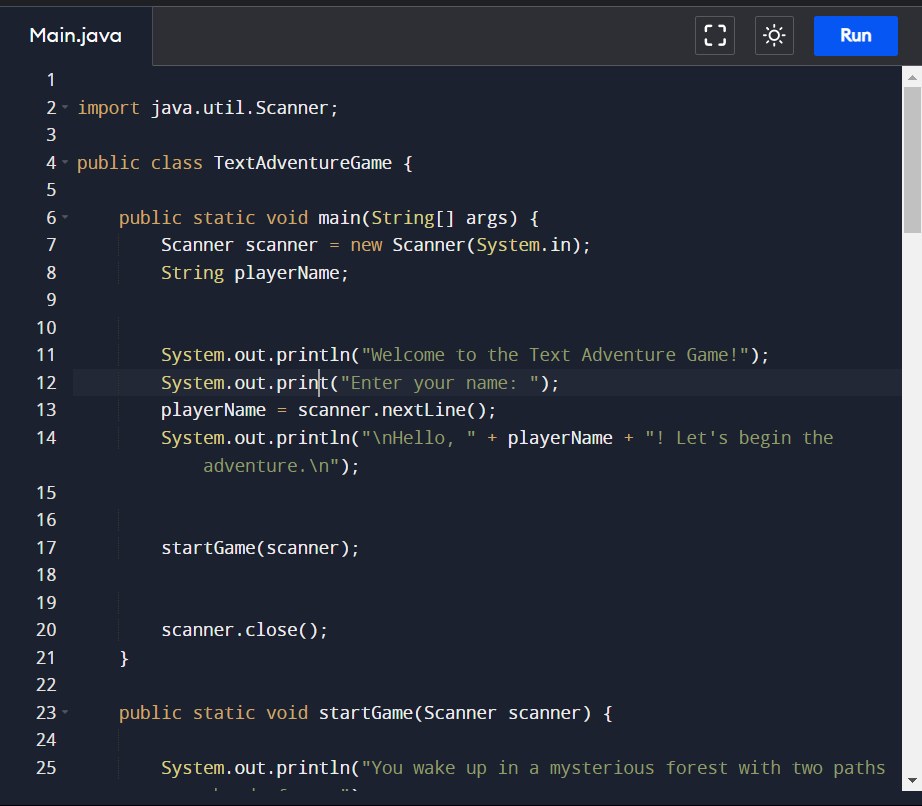 Main.java
Run
1
2 import java.util.Scanner;
3
4 public class TextAdventureGame {
5
6 public static void main(String[] args) {
7 Scanner scanner = new Scanner(System.in);
8 String playerName;
9
10
11 System.out.println("Welcome to the Text Adventure Game!");
12 System.out.print("Enter your name: ");
13 playerName = scanner.nextLine();
14 System.out.println("\nHello, " + playerName + "! Let's begin the
adventure.\n");
15
16
17 startGame(scanner);
18
19
20 scanner.close();
21 }
22
23 public static void startGame(Scanner scanner) {
24
25 System.out.println("You wake up in a mysterious forest with two paths